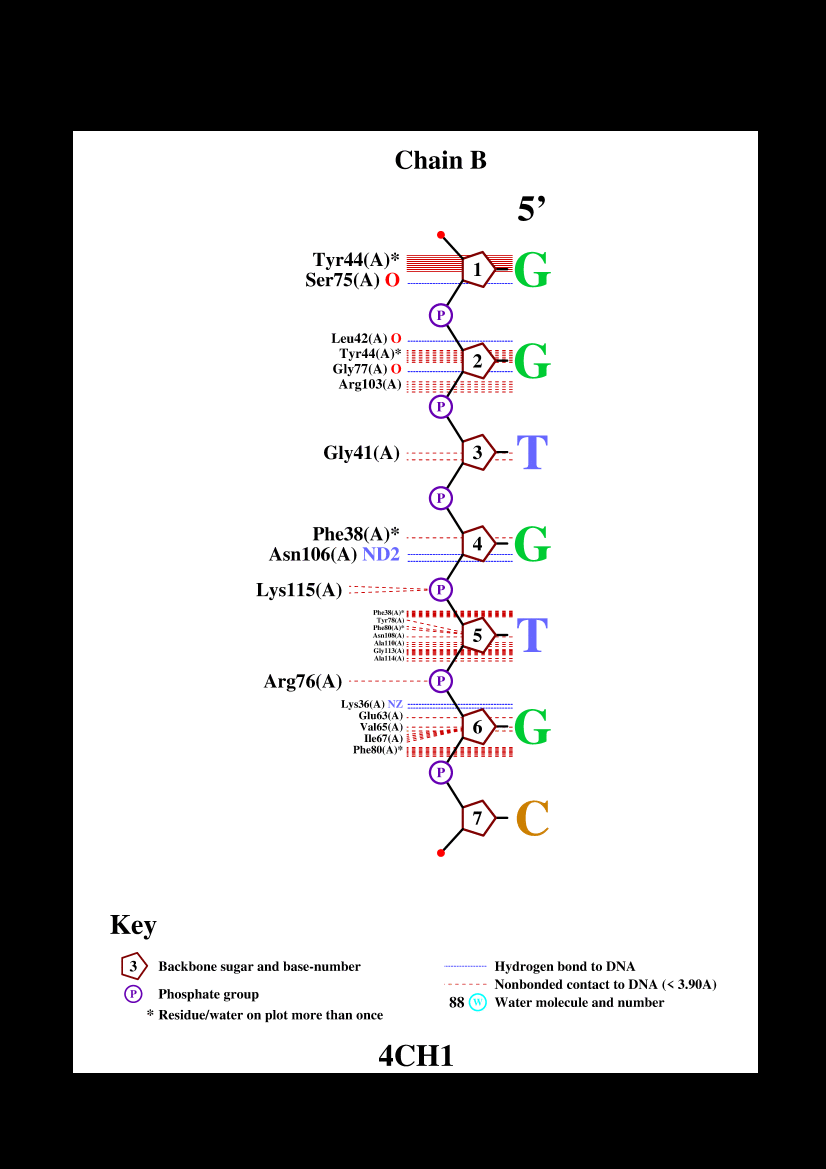 Chain B
5’
Tyr44(A)*
1 G
Ser75(A) O
P
Leu42(A) O
Tyr44(A)*
2 G
Gly77(A) O
Arg103(A)
P
Gly41(A) 3 T
P
Phe38(A)*
4 G
Asn106(A) ND2
Lys115(A) P
Phe38(A)*
Tyr78(A)
Phe80(A)*
Asn108(A) 5 T
Ala110(A)
Gly113(A)
Ala114(A)
Arg76(A) P
Lys36(A) NZ
Glu63(A)
Val65(A) 6 G
Ile67(A)
Phe80(A)*
P
7 C
Key
3 Backbone sugar and base-number
P Phosphate group
* Residue/water on plot more than once
Hydrogen bond to DNA
Nonbonded contact to DNA (< 3.90A)
88 W Water molecule and number
4CH1